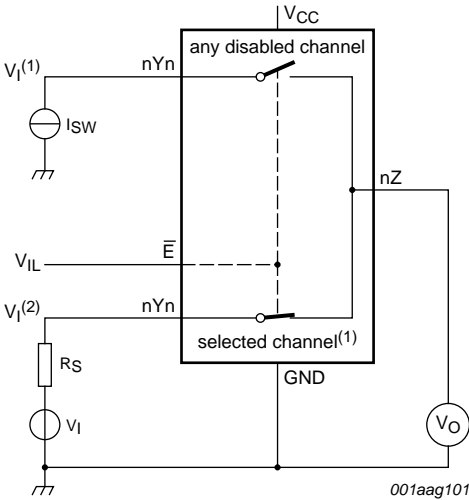 VCC
any disabled channel
VI(1)
nYn
ISW
nZ
VIL
E
VI(2)
nYn
selected channel(1)
RS
GND
VI
VO
001aag101